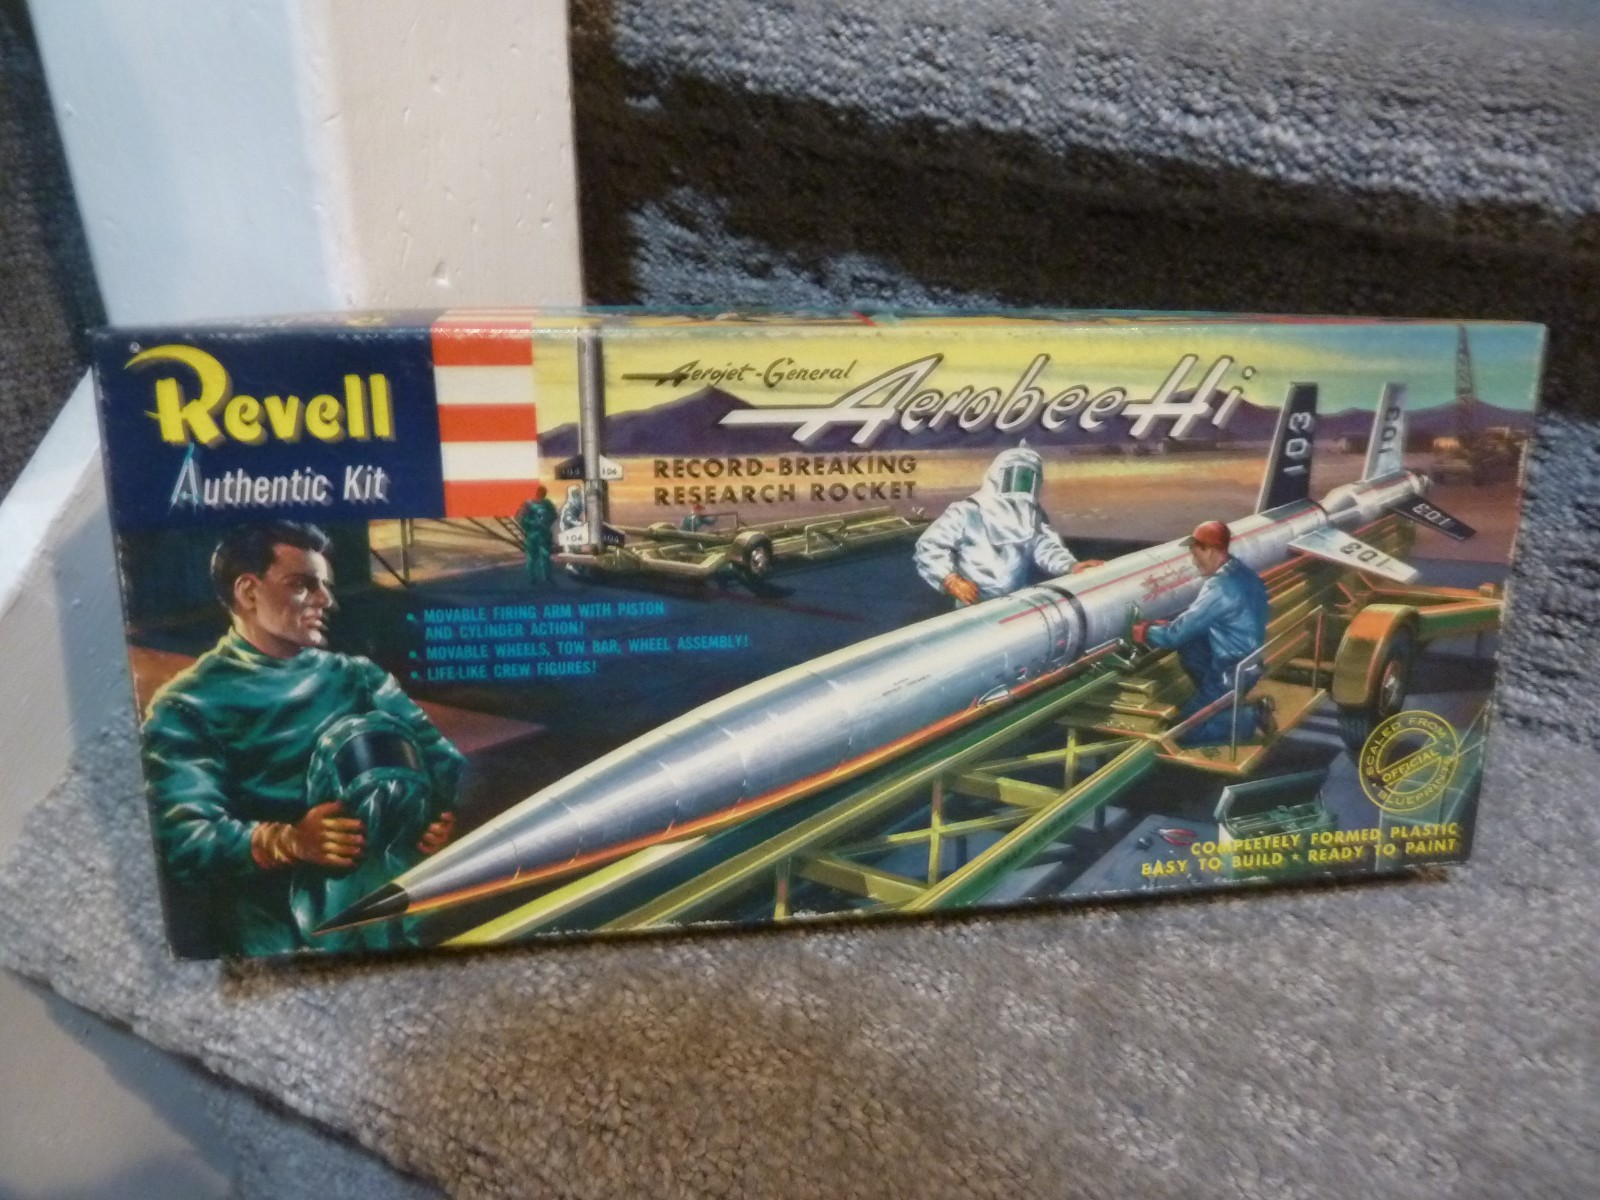 Revell
Authentic Kit
Aerojet-General
Aerobee-Hi
RECORD-BREAKING
RESEARCH ROCKET
103
103
103
103
106
104
• MOVABLE FIRING ARM WITH PISTON
AND CYLINDER ACTION!
• MOVABLE WHEELS, TOW BAR, WHEEL ASSEMBLY!
• LIFE-LIKE CREW FIGURES!
SCALED FROM
OFFICIAL
BLUEPRINTS
COMPLETELY FORMED PLASTIC
EASY TO BUILD * READY TO PAINT